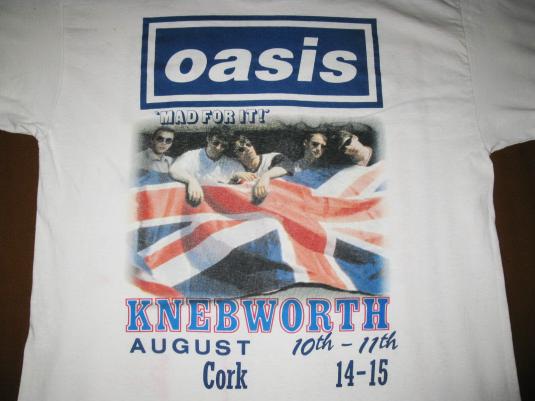 oasis
'MAD FOR IT!'
KNEBWORTH
AUGUST 10th - 11th
Cork 14-15